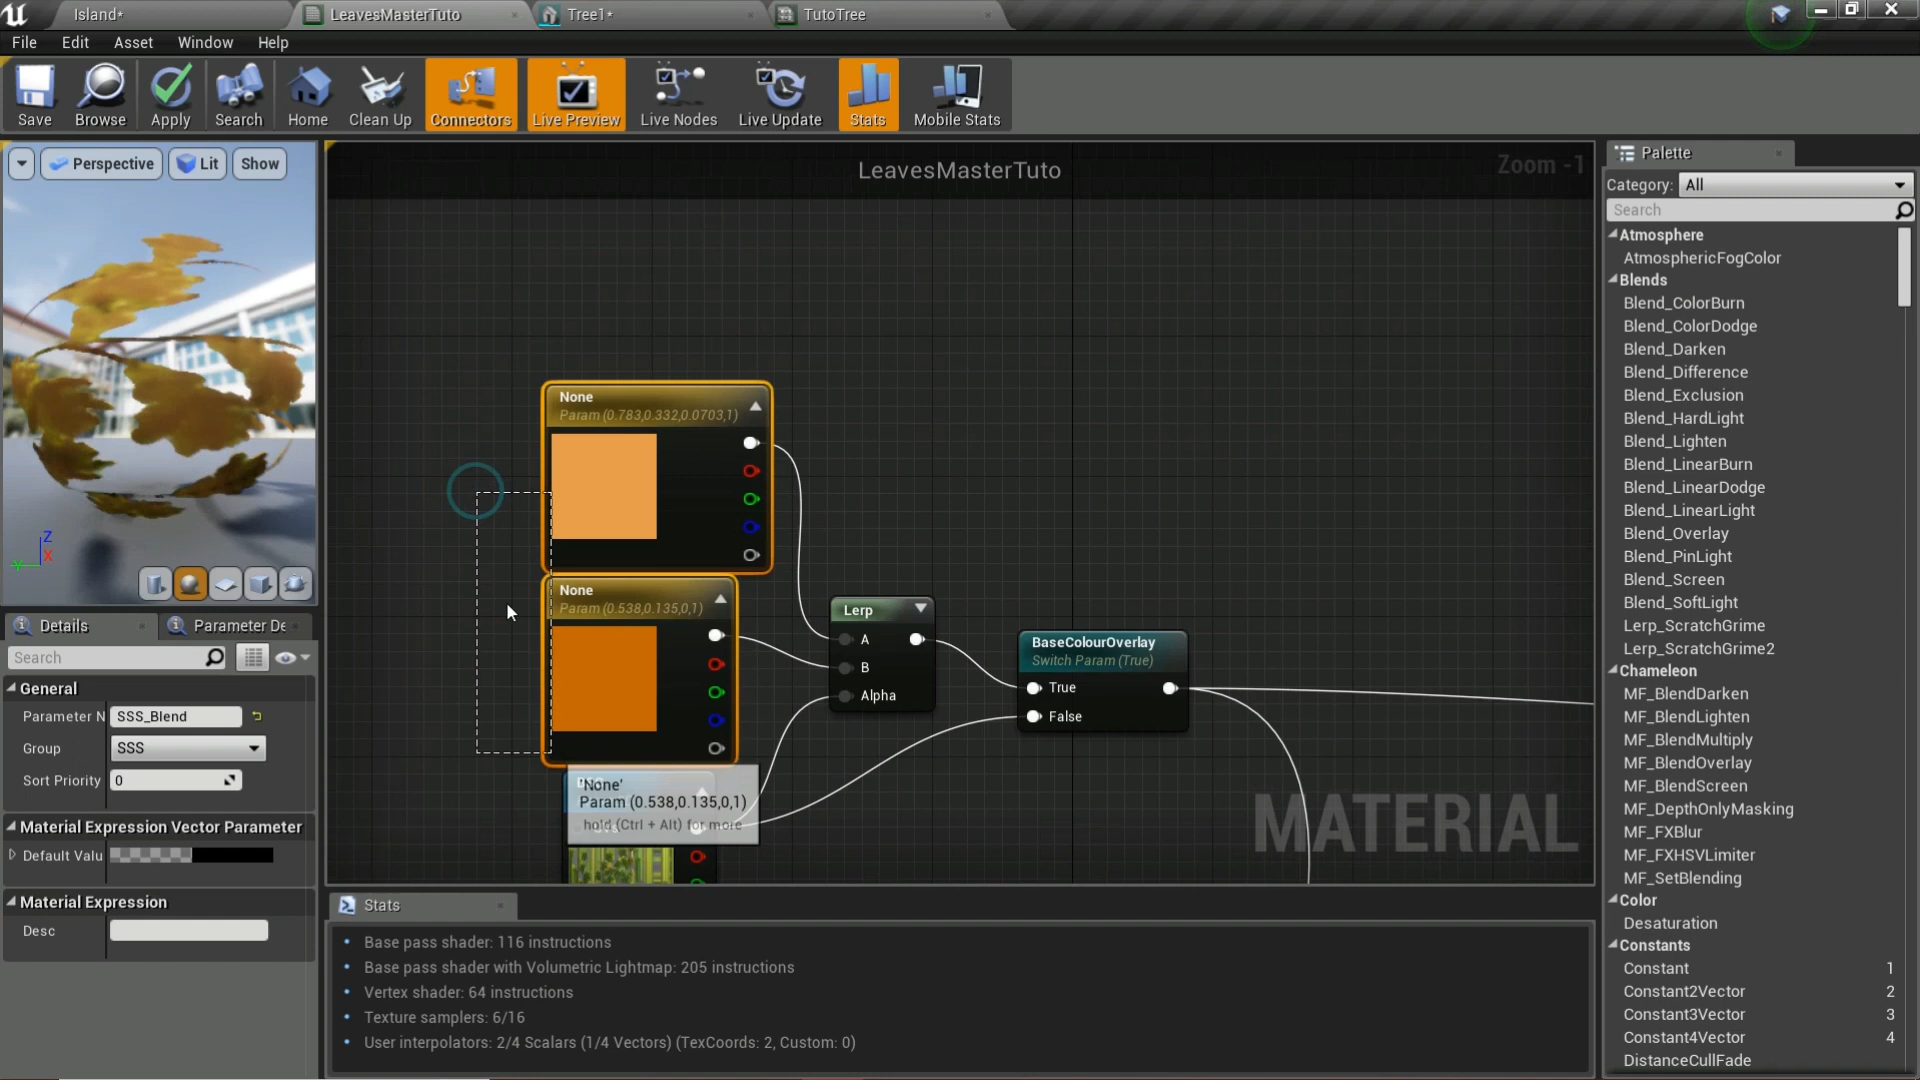 Island*
LeavesMasterTuto
Tree1*
TutoTree
File Edit Asset Window Help
Save Browse Apply Search Home Clean Up Connectors Live Preview Live Nodes Live Update Stats Mobile Stats
Perspective Lit Show
LeavesMasterTuto
Zoom -1
Palette
Category: All
Search
Atmosphere
AtmosphericFogColor
Blends
Blend_ColorBurn
Blend_ColorDodge
Blend_Darken
Blend_Difference
Blend_Exclusion
Blend_HardLight
Blend_Lighten
Blend_LinearBurn
Blend_LinearDodge
Blend_LinearLight
Blend_Overlay
Blend_PinLight
Blend_Screen
Blend_SoftLight
Lerp_ScratchGrime
Lerp_ScratchGrime2
Chameleon
MF_BlendDarken
MF_BlendLighten
MF_BlendMultiply
MF_BlendOverlay
MF_BlendScreen
MF_DepthOnlyMasking
MF_FXBlur
MF_FXHSVLimiter
MF_SetBlending
Color
Desaturation
Constants
Constant 1
Constant2Vector 2
Constant3Vector 3
Constant4Vector 4
DistanceCullFade
None
Param (0.783,0.332,0.0703,1)
None
Param (0.538,0.135,0,1)
Lerp
A
B
Alpha
BaseColourOverlay
Switch Param (True)
True
False
'None'
Param (0.538,0.135,0,1)
hold (Ctrl + Alt) for more
MATERIAL
Z
X
Y
Details
Parameter De
Search
General
Parameter N SSS_Blend
Group SSS
Sort Priority 0
Material Expression Vector Parameter
Default Valu
Material Expression
Desc
Stats
Base pass shader: 116 instructions
Base pass shader with Volumetric Lightmap: 205 instructions
Vertex shader: 64 instructions
Texture samplers: 6/16
User interpolators: 2/4 Scalars (1/4 Vectors) (TexCoords: 2, Custom: 0)